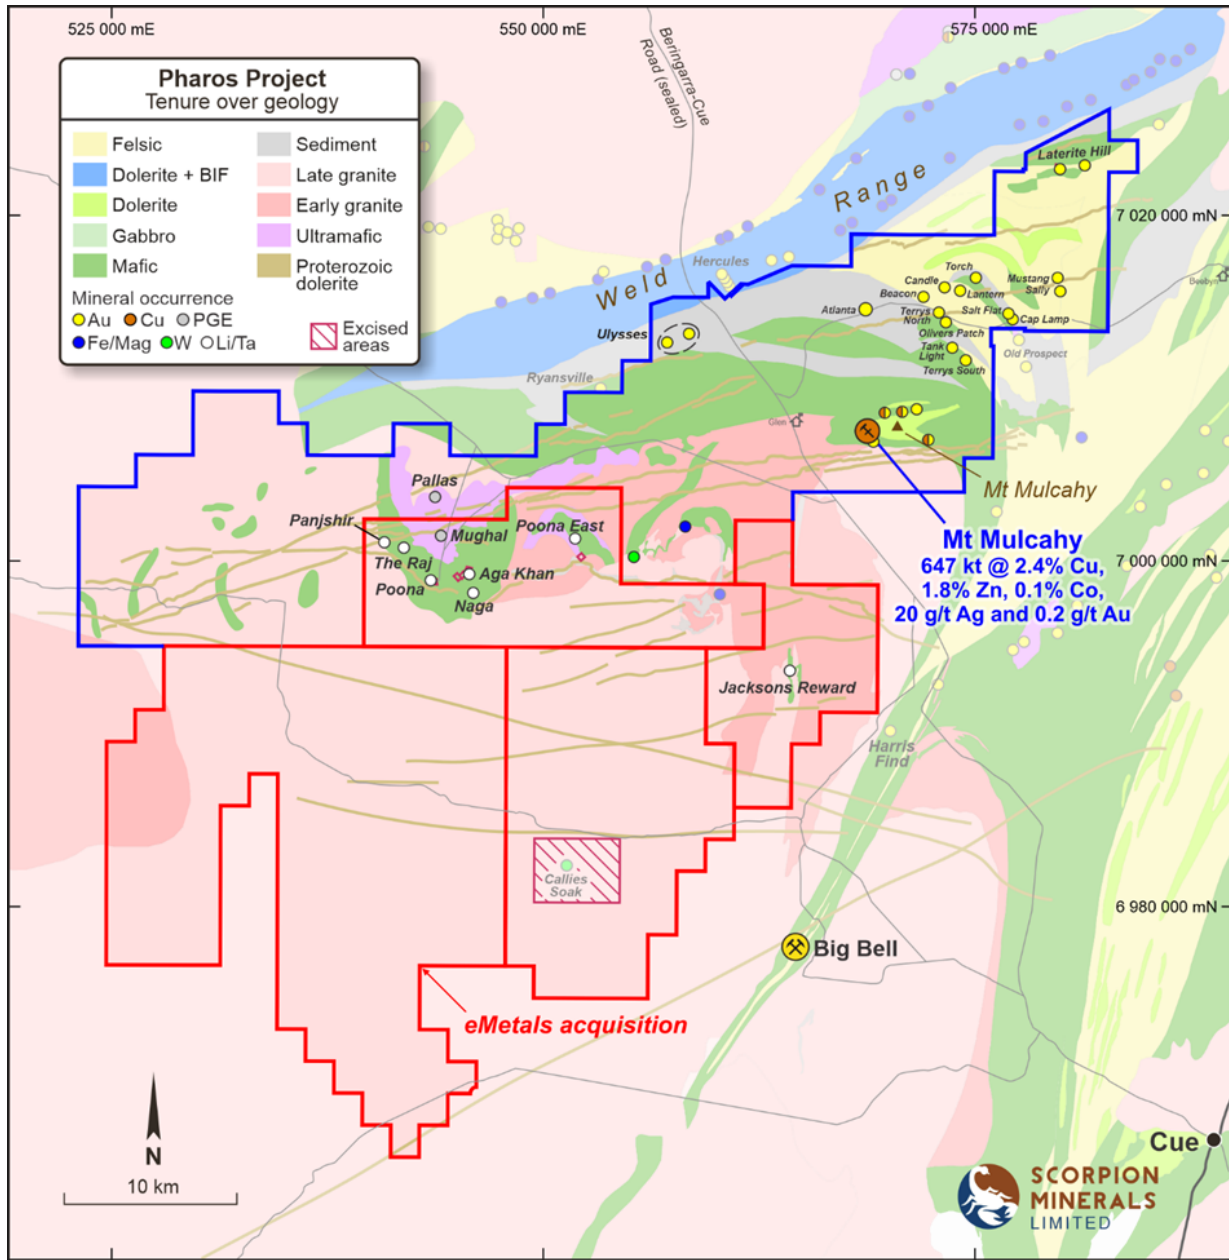 525 000 mE
550 000 mE
575 000 mE
Pharos Project
Tenure over geology
Felsic
Dolerite + BIF
Dolerite
Gabbro
Mafic
Sediment
Late granite
Early granite
Ultramafic
Proterozoic
dolerite
Mineral occurrence
Au
Cu
PGE
Fe/Mag
W
Li/Ta
Excised
areas
Beringarra-Cue
Road (sealed)
Weld Range
7 020 000 mN
7 000 000 mN
6 980 000 mN
Laterite Hill
Hercules
Torch
Candle
Lantern
Mustang
Sally
Beebyn
Beacon
Atlanta
Terrys
North
Salt Flat
Cap Lamp
Olivers Patch
Ulysses
Tank
Light
Old Prospect
Terrys South
Ryansville
Glen
Mt Mulcahy
Mt Mulcahy
647 kt @ 2.4% Cu,
1.8% Zn, 0.1% Co,
20 g/t Ag and 0.2 g/t Au
Pallas
Panjshir
Mughal
Poona East
The Raj
Aga Khan
Poona
Naga
Jacksons Reward
Harris
Find
Callies
Soak
Big Bell
eMetals acquisition
N
10 km
Cue
SCORPION
MINERALS
LIMITED